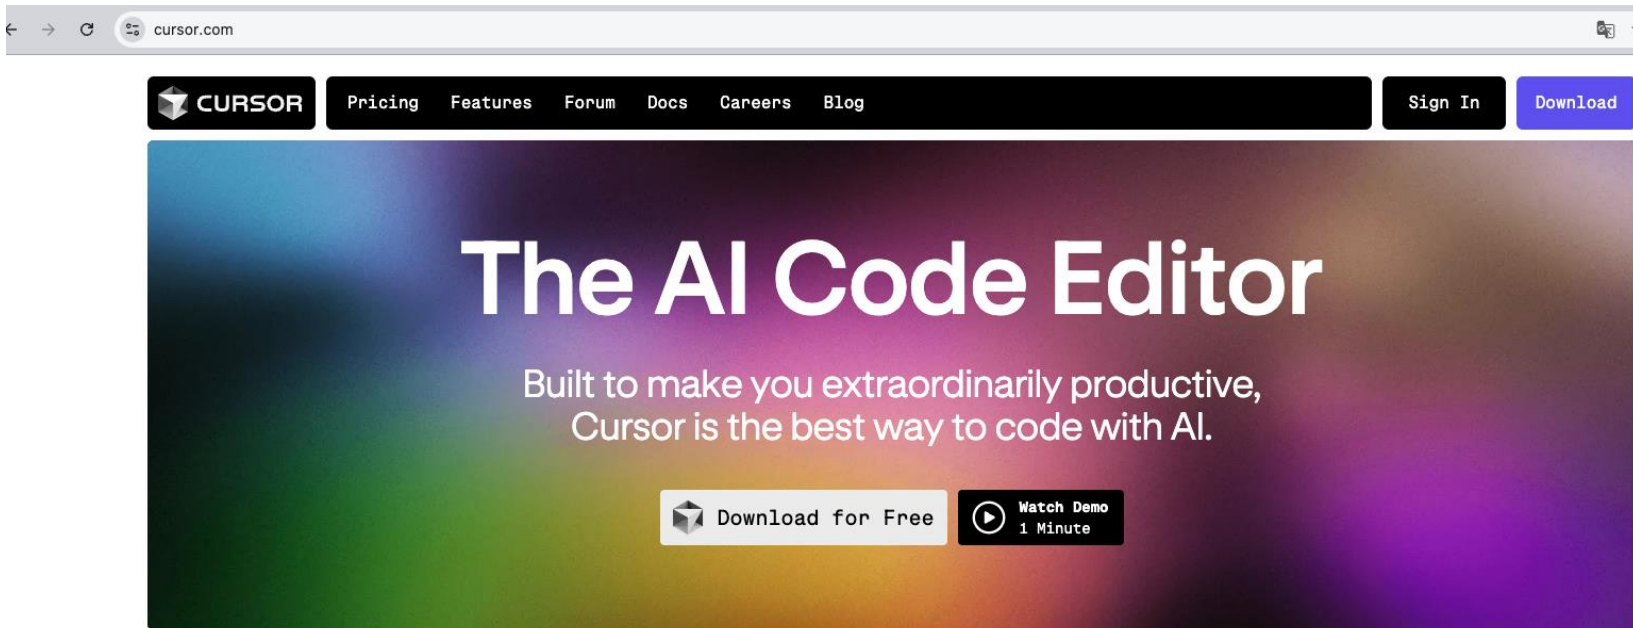 cursor.com
CURSOR Pricing Features Forum Docs Careers Blog Sign In Download
The AI Code Editor
Built to make you extraordinarily productive,
Cursor is the best way to code with AI.
Download for Free
Watch Demo
1 Minute